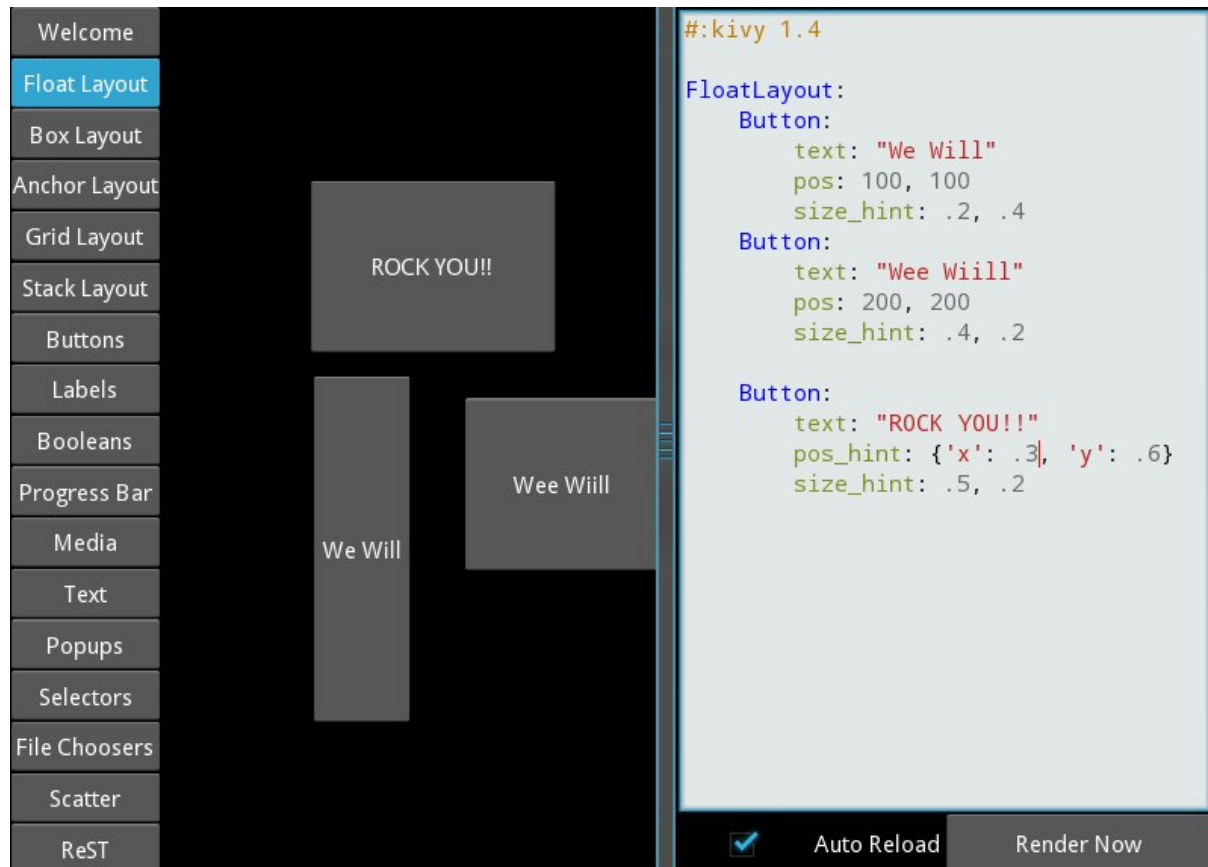 Welcome
Float Layout
Box Layout
Anchor Layout
Grid Layout
Stack Layout
Buttons
Labels
Booleans
Progress Bar
Media
Text
Popups
Selectors
File Choosers
Scatter
ReST
ROCK YOU!!
We Will
Wee Wiill
#:kivy 1.4
FloatLayout:
Button:
text: "We Will"
pos: 100, 100
size_hint: .2, .4
Button:
text: "Wee Wiill"
pos: 200, 200
size_hint: .4, .2
Button:
text: "ROCK YOU!!"
pos_hint: {'x': .3, 'y': .6}
size_hint: .5, .2
Auto Reload
Render Now